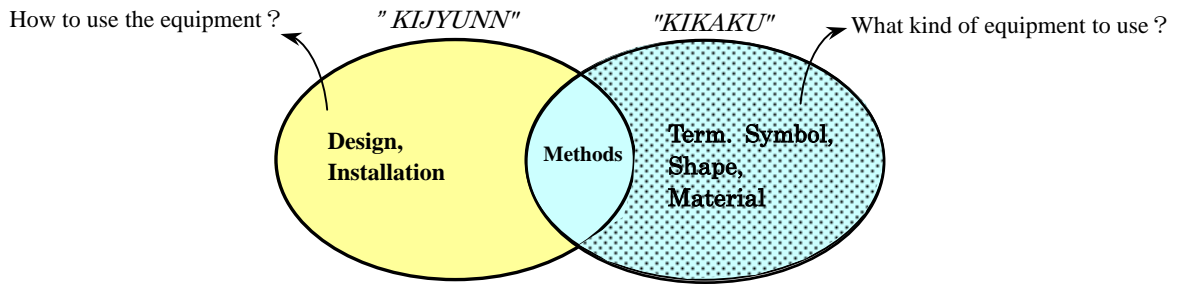 How to use the equipment？
” KIJYUNN"
"KIKAKU"
What kind of equipment to use？
Design,
Installation
Methods
Term. Symbol,
Shape,
Material